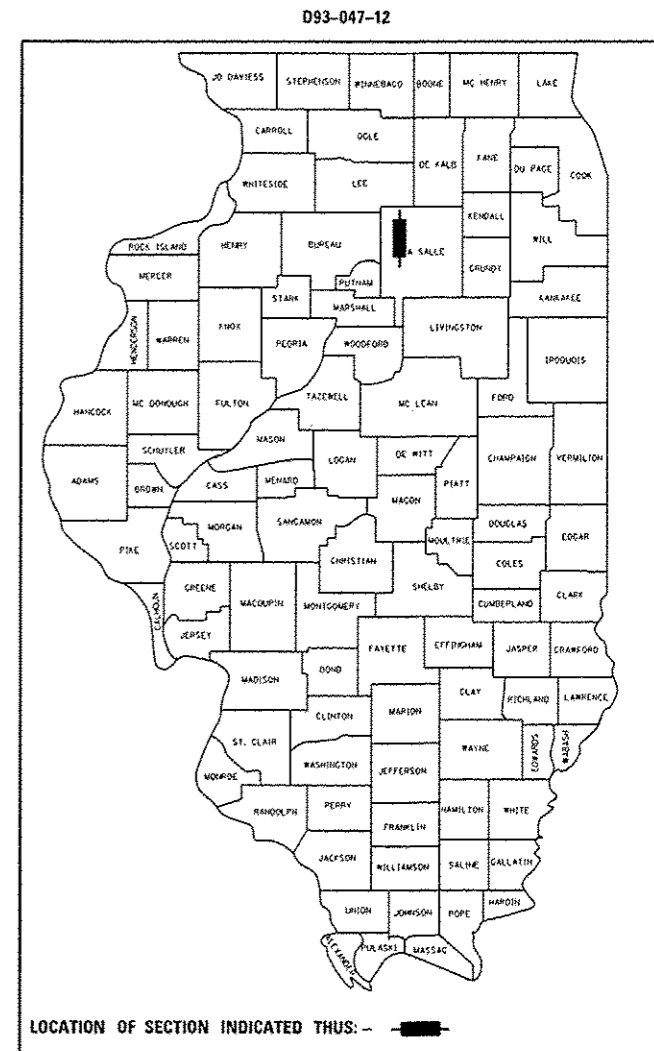 D93-047-12
JO DAVIESS STEPHENSON WINNEBAGO BOONE MC HENRY LAKE
CARROLL OGLE
DE KALB KANE DU PAGE COOK
WHITESIDE LEE
KENDALL
ROCK ISLAND HENRY BUREAU A SALLE WILL
MERCER PUTNAM GRUNDY
STARK MARSHALL KANKAKEE
HENDERSON WARREN KNOX PEORIA WOODFORD LIVINGSTON
IROQUOIS
HANCOCK MC DONOUGH FULTON TAZEWELL MC LEAN FORD
MASON
SCHUYLER LOGAN DE WITT CHAMPAIGN VERMILION
ADAMS BROWN CASS MENARD MACON PIATT
MORGAN SANGAMON DOUGLAS
PIKE SCOTT CHRISTIAN MOULTRIE COLES EDGAR
GREENE MACOUPIN MONTGOMERY SHELBY CUMBERLAND CLARK
CALHOUN JERSEY
FAYETTE EFFINGHAM JASPER CRAWFORD
MADISON BOND
CLAY RICHLAND LAWRENCE
CLINTON MARION
ST. CLAIR WAYNE EDWARDS WABASH
MONROE WASHINGTON JEFFERSON
RANDOLPH PERRY HAMILTON WHITE
FRANKLIN
JACKSON WILLIAMSON SALINE GALLATIN
UNION JOHNSON POPE HARDIN
ALEXANDER PULASKI MASSAC
LOCATION OF SECTION INDICATED THUS: -